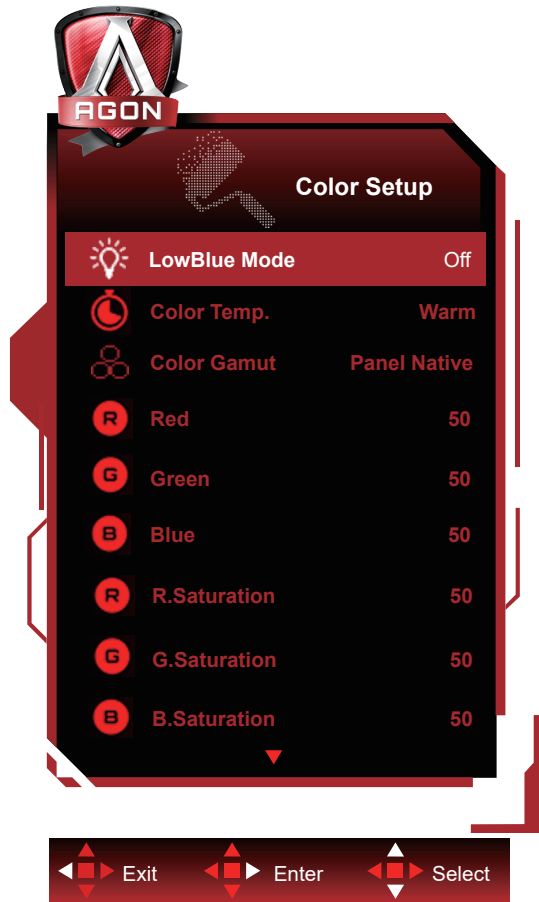 AGON
Color Setup
LowBlue Mode Off
Color Temp. Warm
Color Gamut Panel Native
R Red 50
G Green 50
B Blue 50
R R.Saturation 50
G G.Saturation 50
B B.Saturation 50
Exit Enter Select